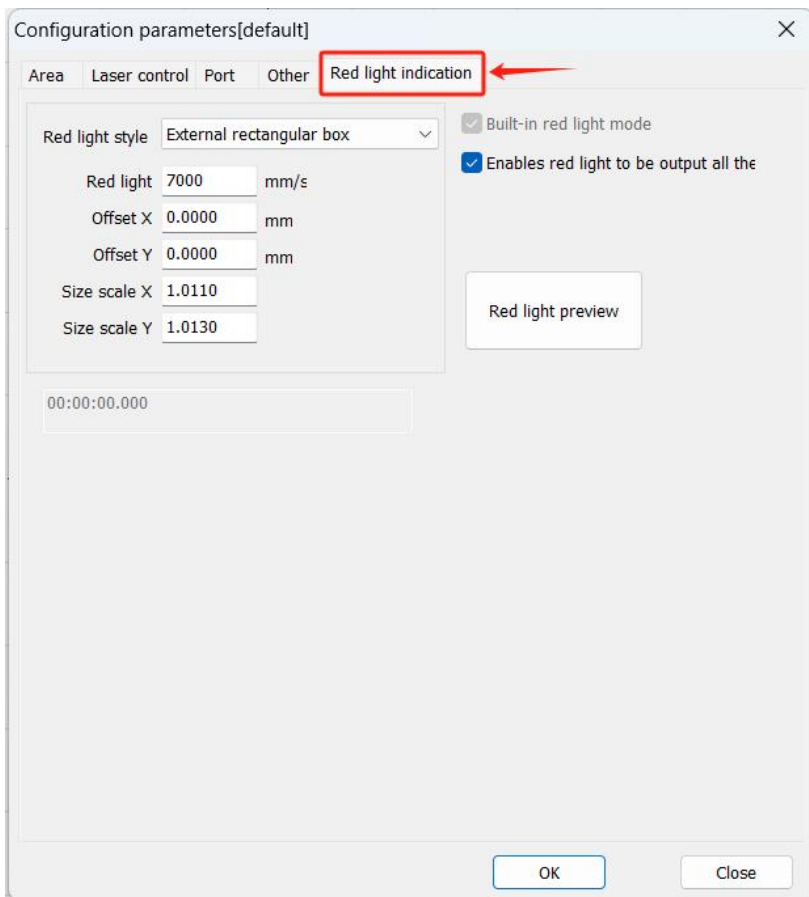 Configuration parameters[default]
Area Laser control Port Other Red light indication
Red light style External rectangular box
Built-in red light mode
Enables red light to be output all the
Red light 7000 mm/s
Offset X 0.0000 mm
Offset Y 0.0000 mm
Size scale X 1.0110
Size scale Y 1.0130
Red light preview
00:00:00.000
OK Close